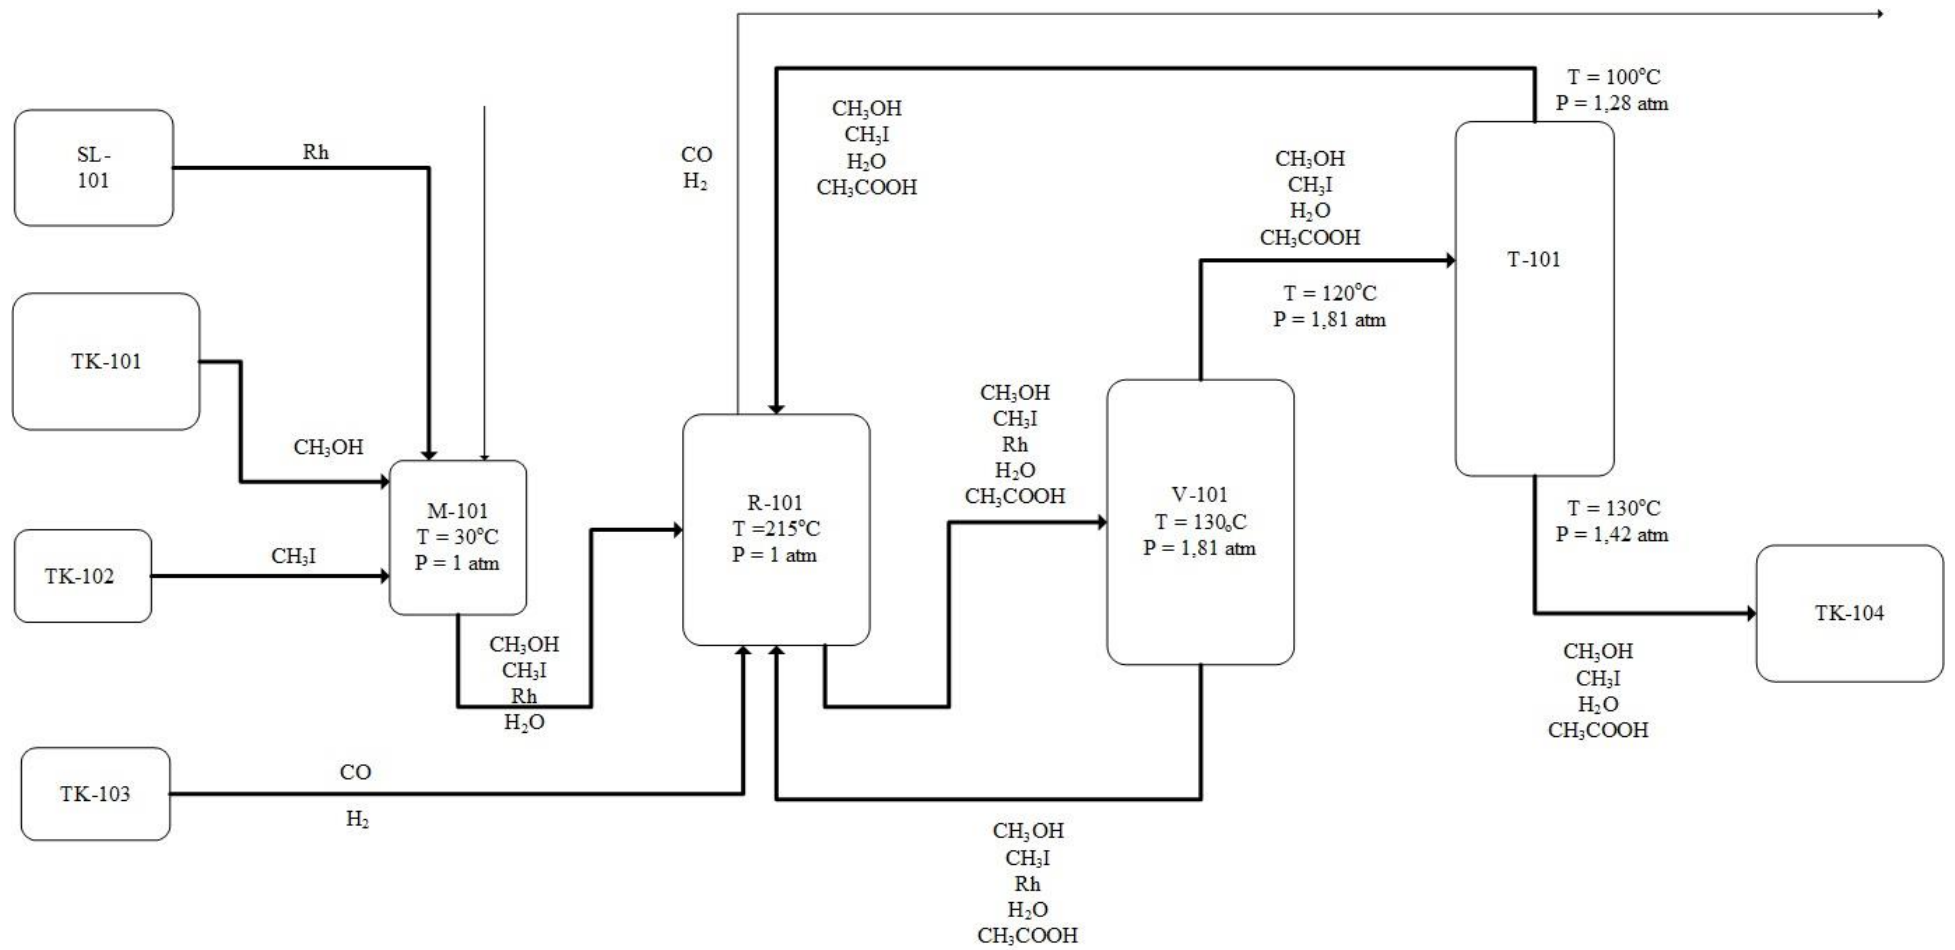 SL-
101
Rh
TK-101
CH₃OH
TK-102
CH₃I
M-101
T = 30°C
P = 1 atm
CH₃OH
CH₃I
Rh
H₂O
TK-103
CO
H₂
CO
H₂
CH₃OH
CH₃I
H₂O
CH₃COOH
R-101
T =215°C
P = 1 atm
CH₃OH
CH₃I
Rh
H₂O
CH₃COOH
V-101
T = 130ₒC
P = 1,81 atm
CH₃OH
CH₃I
Rh
H₂O
CH₃COOH
CH₃OH
CH₃I
H₂O
CH₃COOH
T = 120°C
P = 1,81 atm
T = 100°C
P = 1,28 atm
T-101
T = 130°C
P = 1,42 atm
CH₃OH
CH₃I
H₂O
CH₃COOH
TK-104